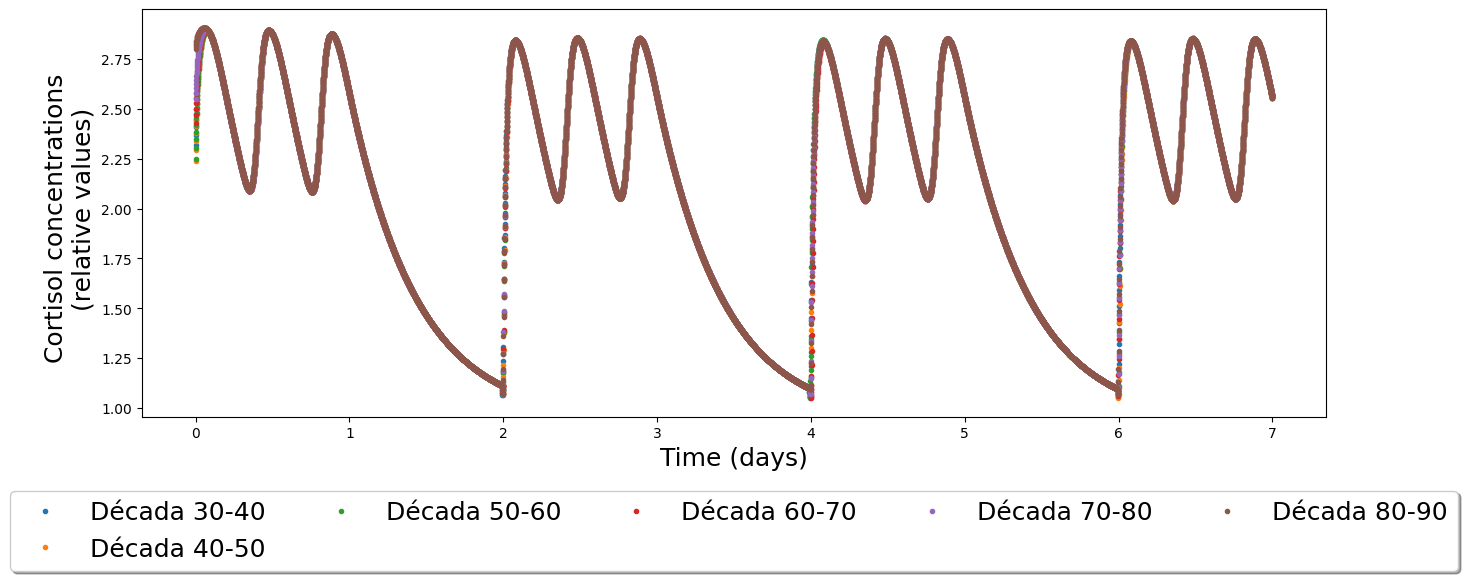 Cortisol concentrations
(relative values)
2.75
2.50
2.25
2.00
1.75
1.50
1.25
1.00
0 1 2 3 4 5 6 7
Time (days)
Década 30-40 Década 50-60 Década 60-70 Década 70-80 Década 80-90
Década 40-50